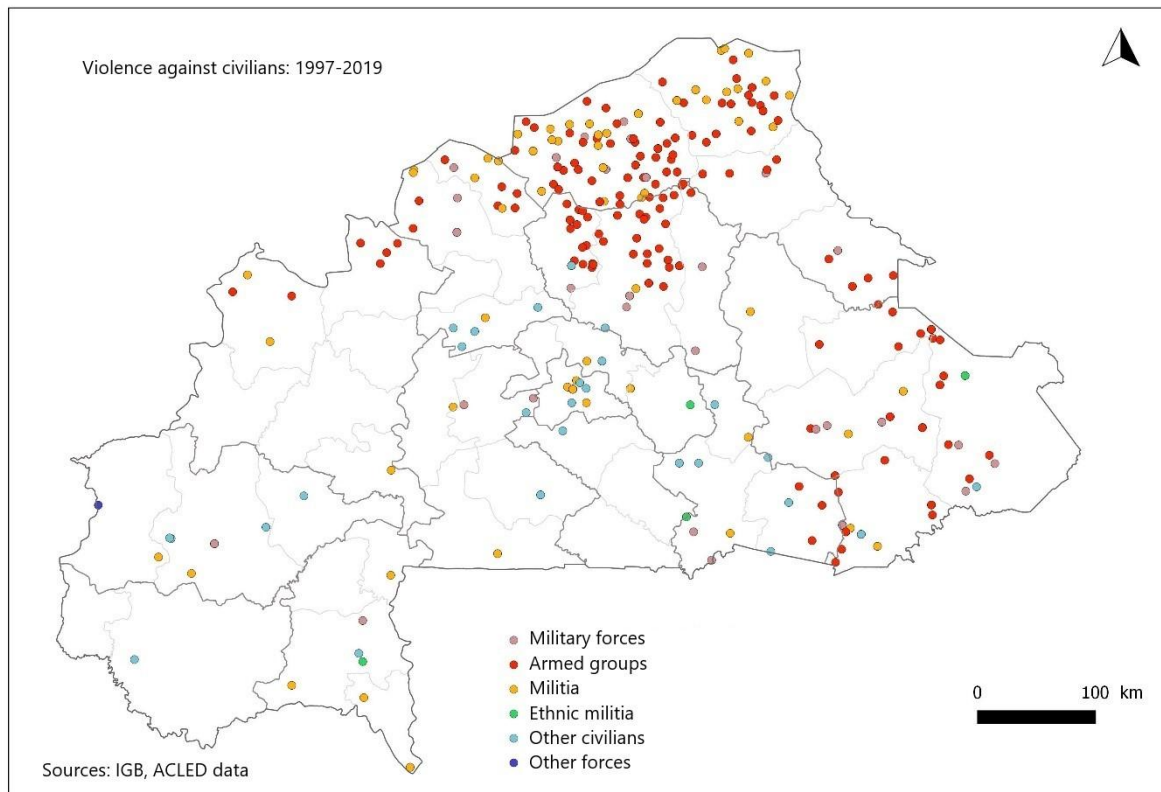 Violence against civilians: 1997-2019
Military forces
Armed groups
Militia
Ethnic militia
Other civilians
Other forces
0 100 km
Sources: IGB, ACLED data